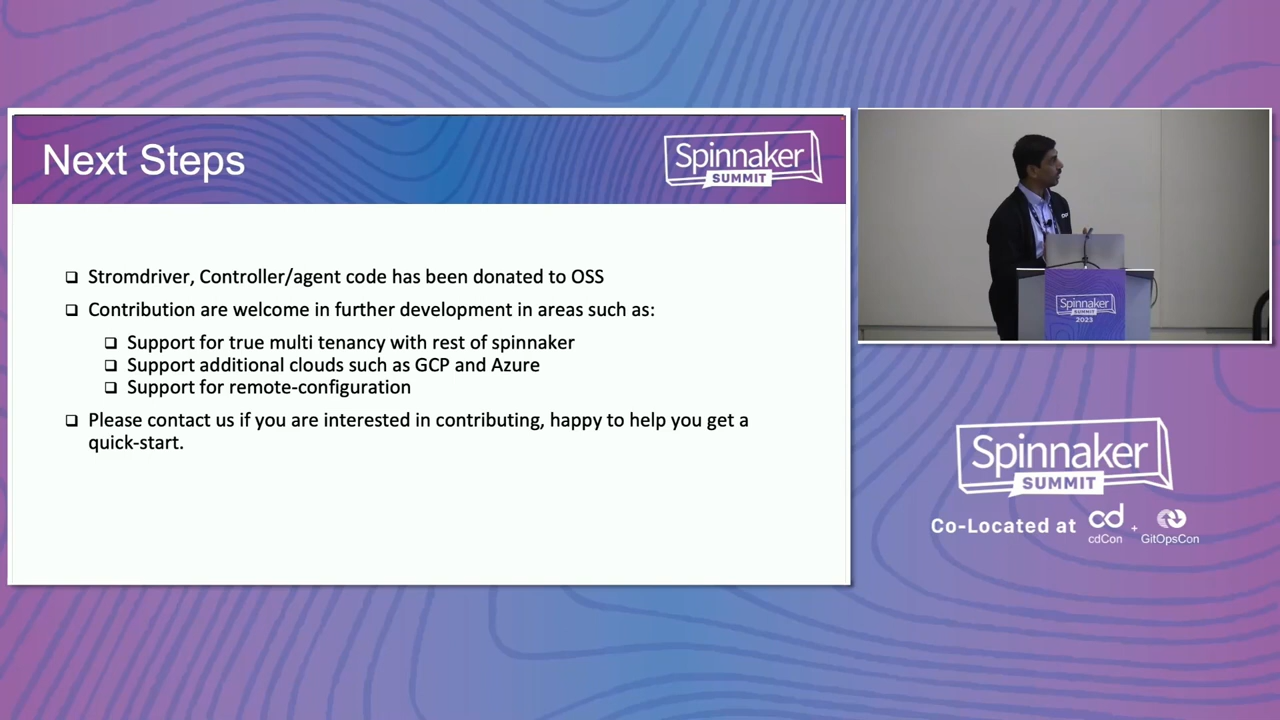 Next Steps
Spinnaker
SUMMIT
❑ Stromdriver, Controller/agent code has been donated to OSS
❑ Contribution are welcome in further development in areas such as:
❑ Support for true multi tenancy with rest of spinnaker
❑ Support additional clouds such as GCP and Azure
❑ Support for remote-configuration
❑ Please contact us if you are interested in contributing, happy to help you get a
quick-start.
Spinnaker
SUMMIT
2023
Spinnaker
SUMMIT
Co-Located at cd + 
cdCon GitOpsCon